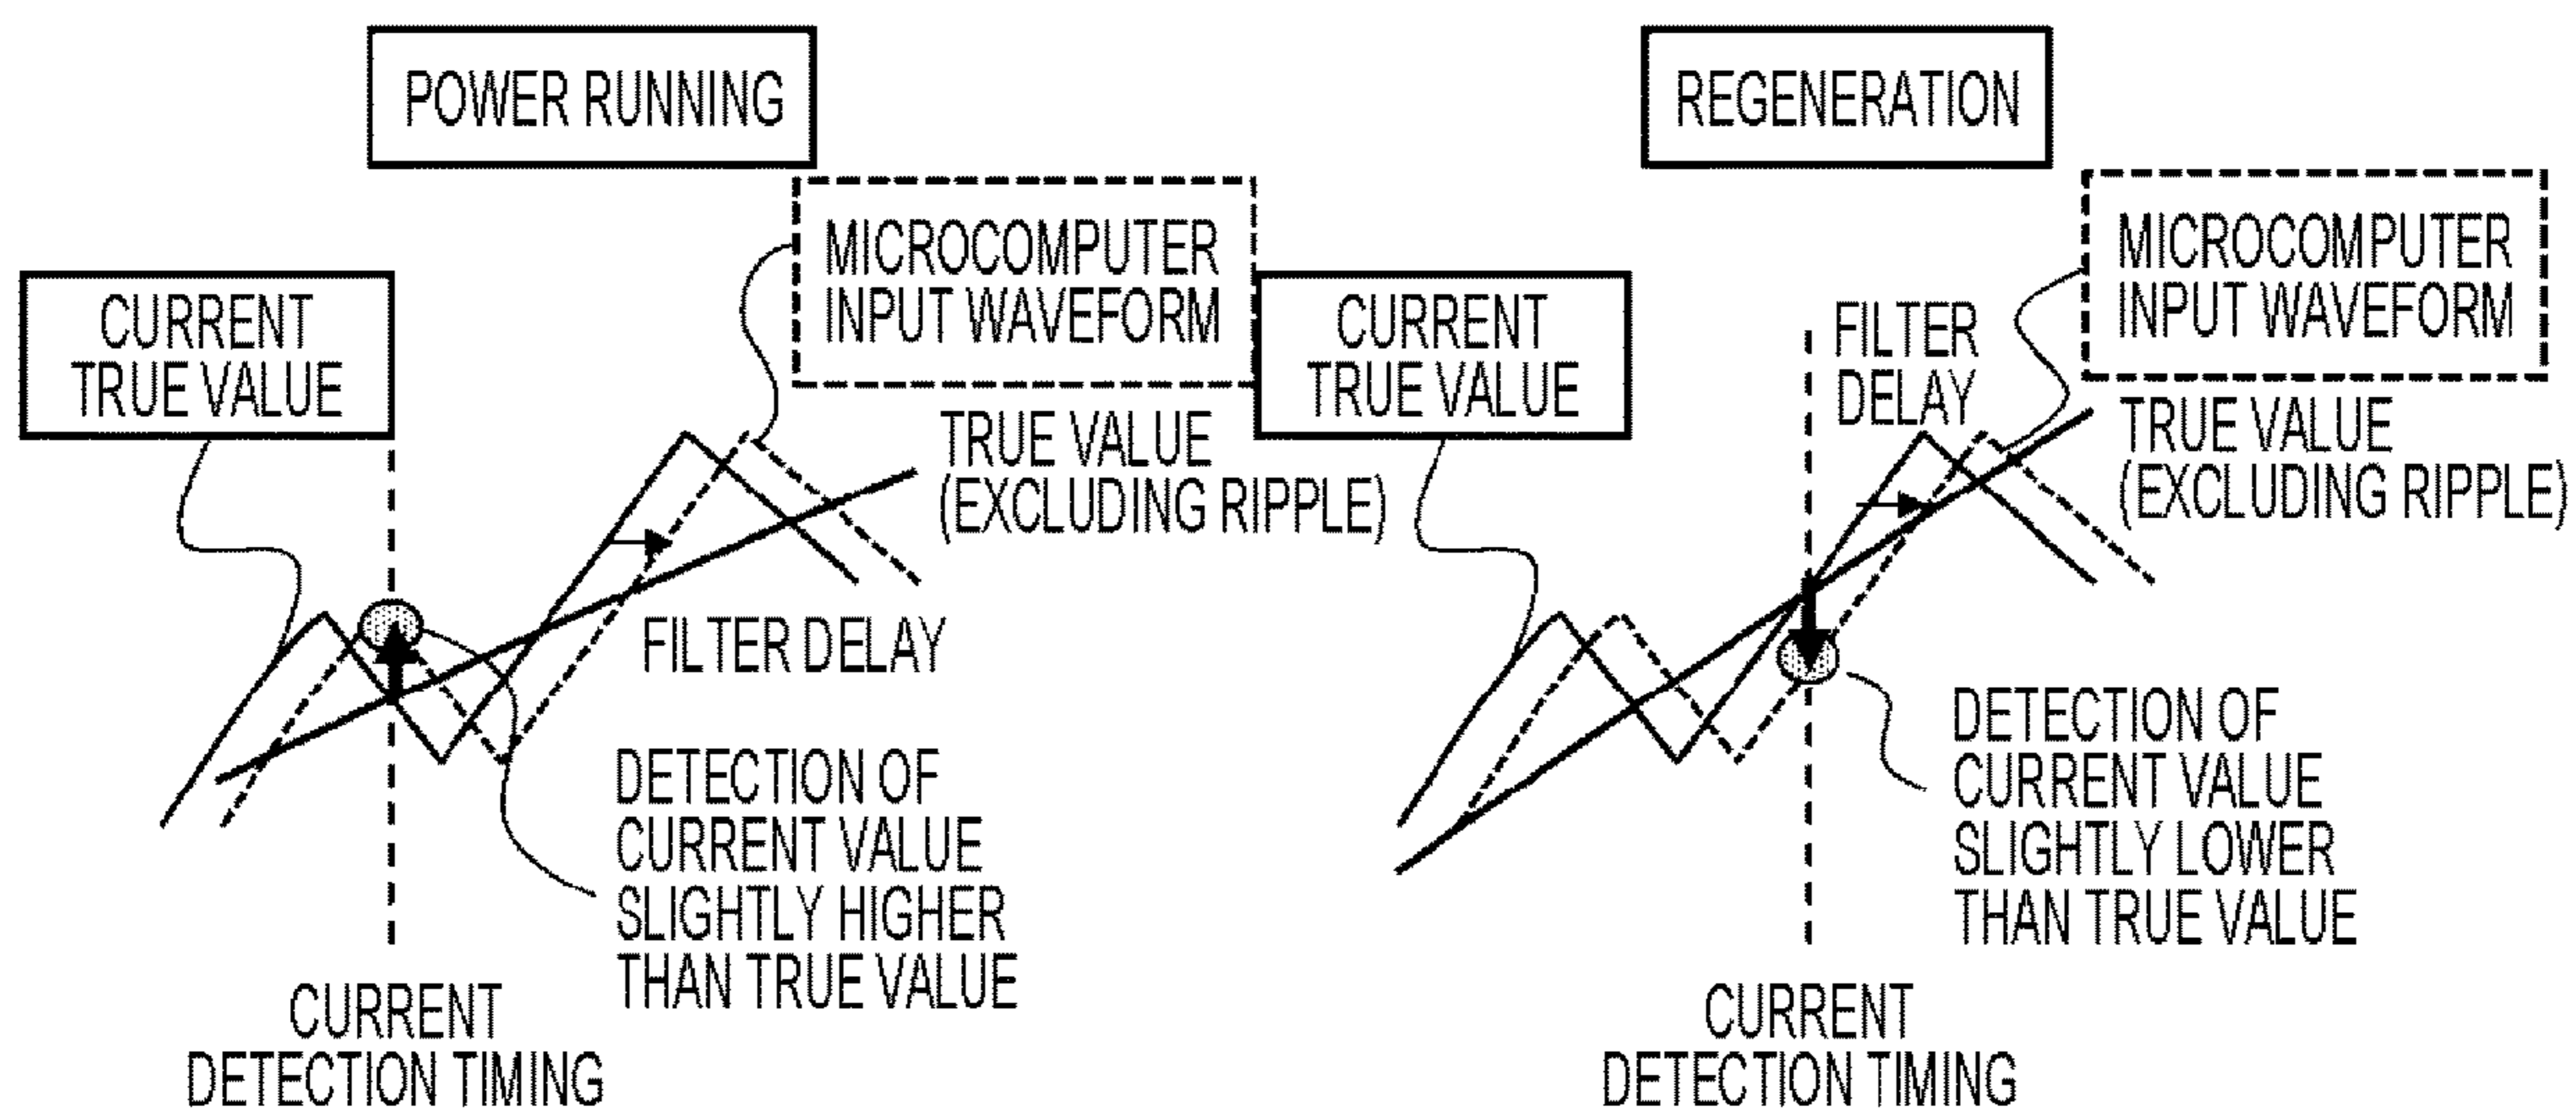 POWER RUNNING
CURRENT
TRUE VALUE
MICROCOMPUTER
INPUT WAVEFORM
TRUE VALUE
(EXCLUDING RIPPLE)
FILTER DELAY
DETECTION OF
CURRENT VALUE
SLIGHTLY HIGHER
THAN TRUE VALUE
CURRENT
DETECTION TIMING
REGENERATION
CURRENT
TRUE VALUE
FILTER
DELAY
MICROCOMPUTER
INPUT WAVEFORM
TRUE VALUE
(EXCLUDING RIPPLE)
DETECTION OF
CURRENT VALUE
SLIGHTLY LOWER
THAN TRUE VALUE
CURRENT
DETECTION TIMING